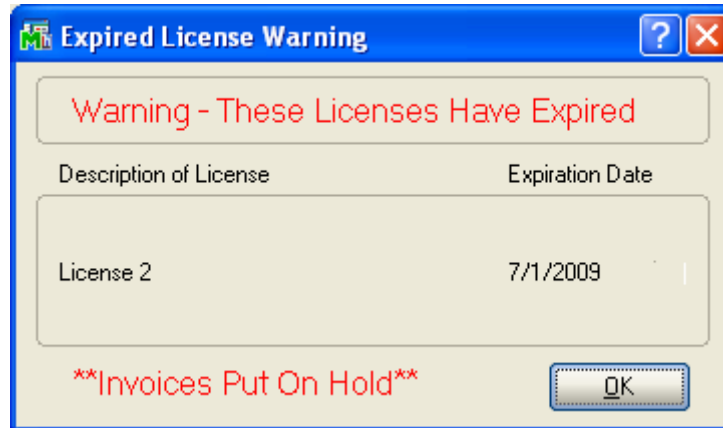 Expired License Warning
Warning - These Licenses Have Expired
Description of License Expiration Date
License 2 7/1/2009
**Invoices Put On Hold**
OK